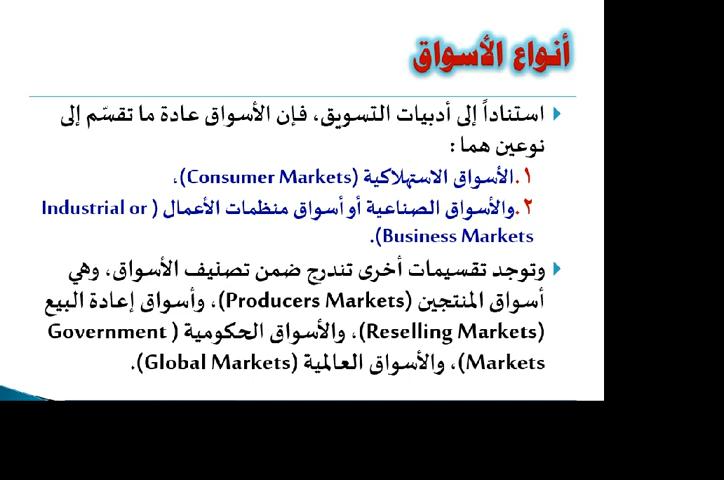 أنواع الأسواق
استناداً إلى أدبيات التسويق، فإن الأسواق عادة ما تقسّم إلى
نوعين هما :
١.الأسواق الاستهلاكية (Consumer Markets)،
٢.والأسواق الصناعية أو أسواق منظمات الأعمال (Industrial or
Business Markets).
وتوجد تقسيمات أخرى تندرج ضمن تصنيف الأسواق، وهي
أسواق المنتجين (Producers Markets)، وأسواق إعادة البيع
(Reselling Markets)، والأسواق الحكومية (Government
Markets)، والأسواق العالمية (Global Markets).